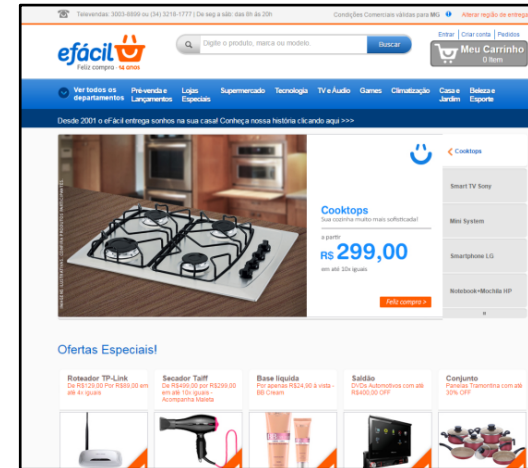 Televendas: 3003-6899 ou (34) 3218-1777 | De seg a sáb: das 8h às 20h
Condições Comerciais válidas para MG
Alterar região de entrega
efácil
Feliz compra - 14 anos
Digite o produto, marca ou modelo.
Buscar
Entrar | Criar conta | Pedidos
Meu Carrinho
0 Item
Ver todos os departamentos
Pré-venda e Lançamentos
Lojas Especiais
Supermercado
Tecnologia
TV e Áudio
Games
Climatização
Casa e Jardim
Beleza e Esporte
Desde 2001 o eFácil entrega sonhos na sua casa! Conheça nossa história clicando aqui >>>
Cooktops
Sua cozinha muito mais sofisticada!
a partir
R$ 299,00
em até 10x iguais
Feliz compra >
Cooktops
Smart TV Sony
Mini System
Smartphone LG
Notebook+Mochila HP
Ofertas Especiais!
Roteador TP-Link
De R$129,00 Por R$89,00 em
até 4x iguais
Secador Taiff
De R$499,00 por R$299,00
em até 10x iguais -
Acompanha Maleta
Base líquida
Por apenas R$24,90 à vista -
BB Cream
Saldão
DVDs Automotivos com até
R$400,00 OFF
Conjunto
Panelas Tramontina com até
30% OFF